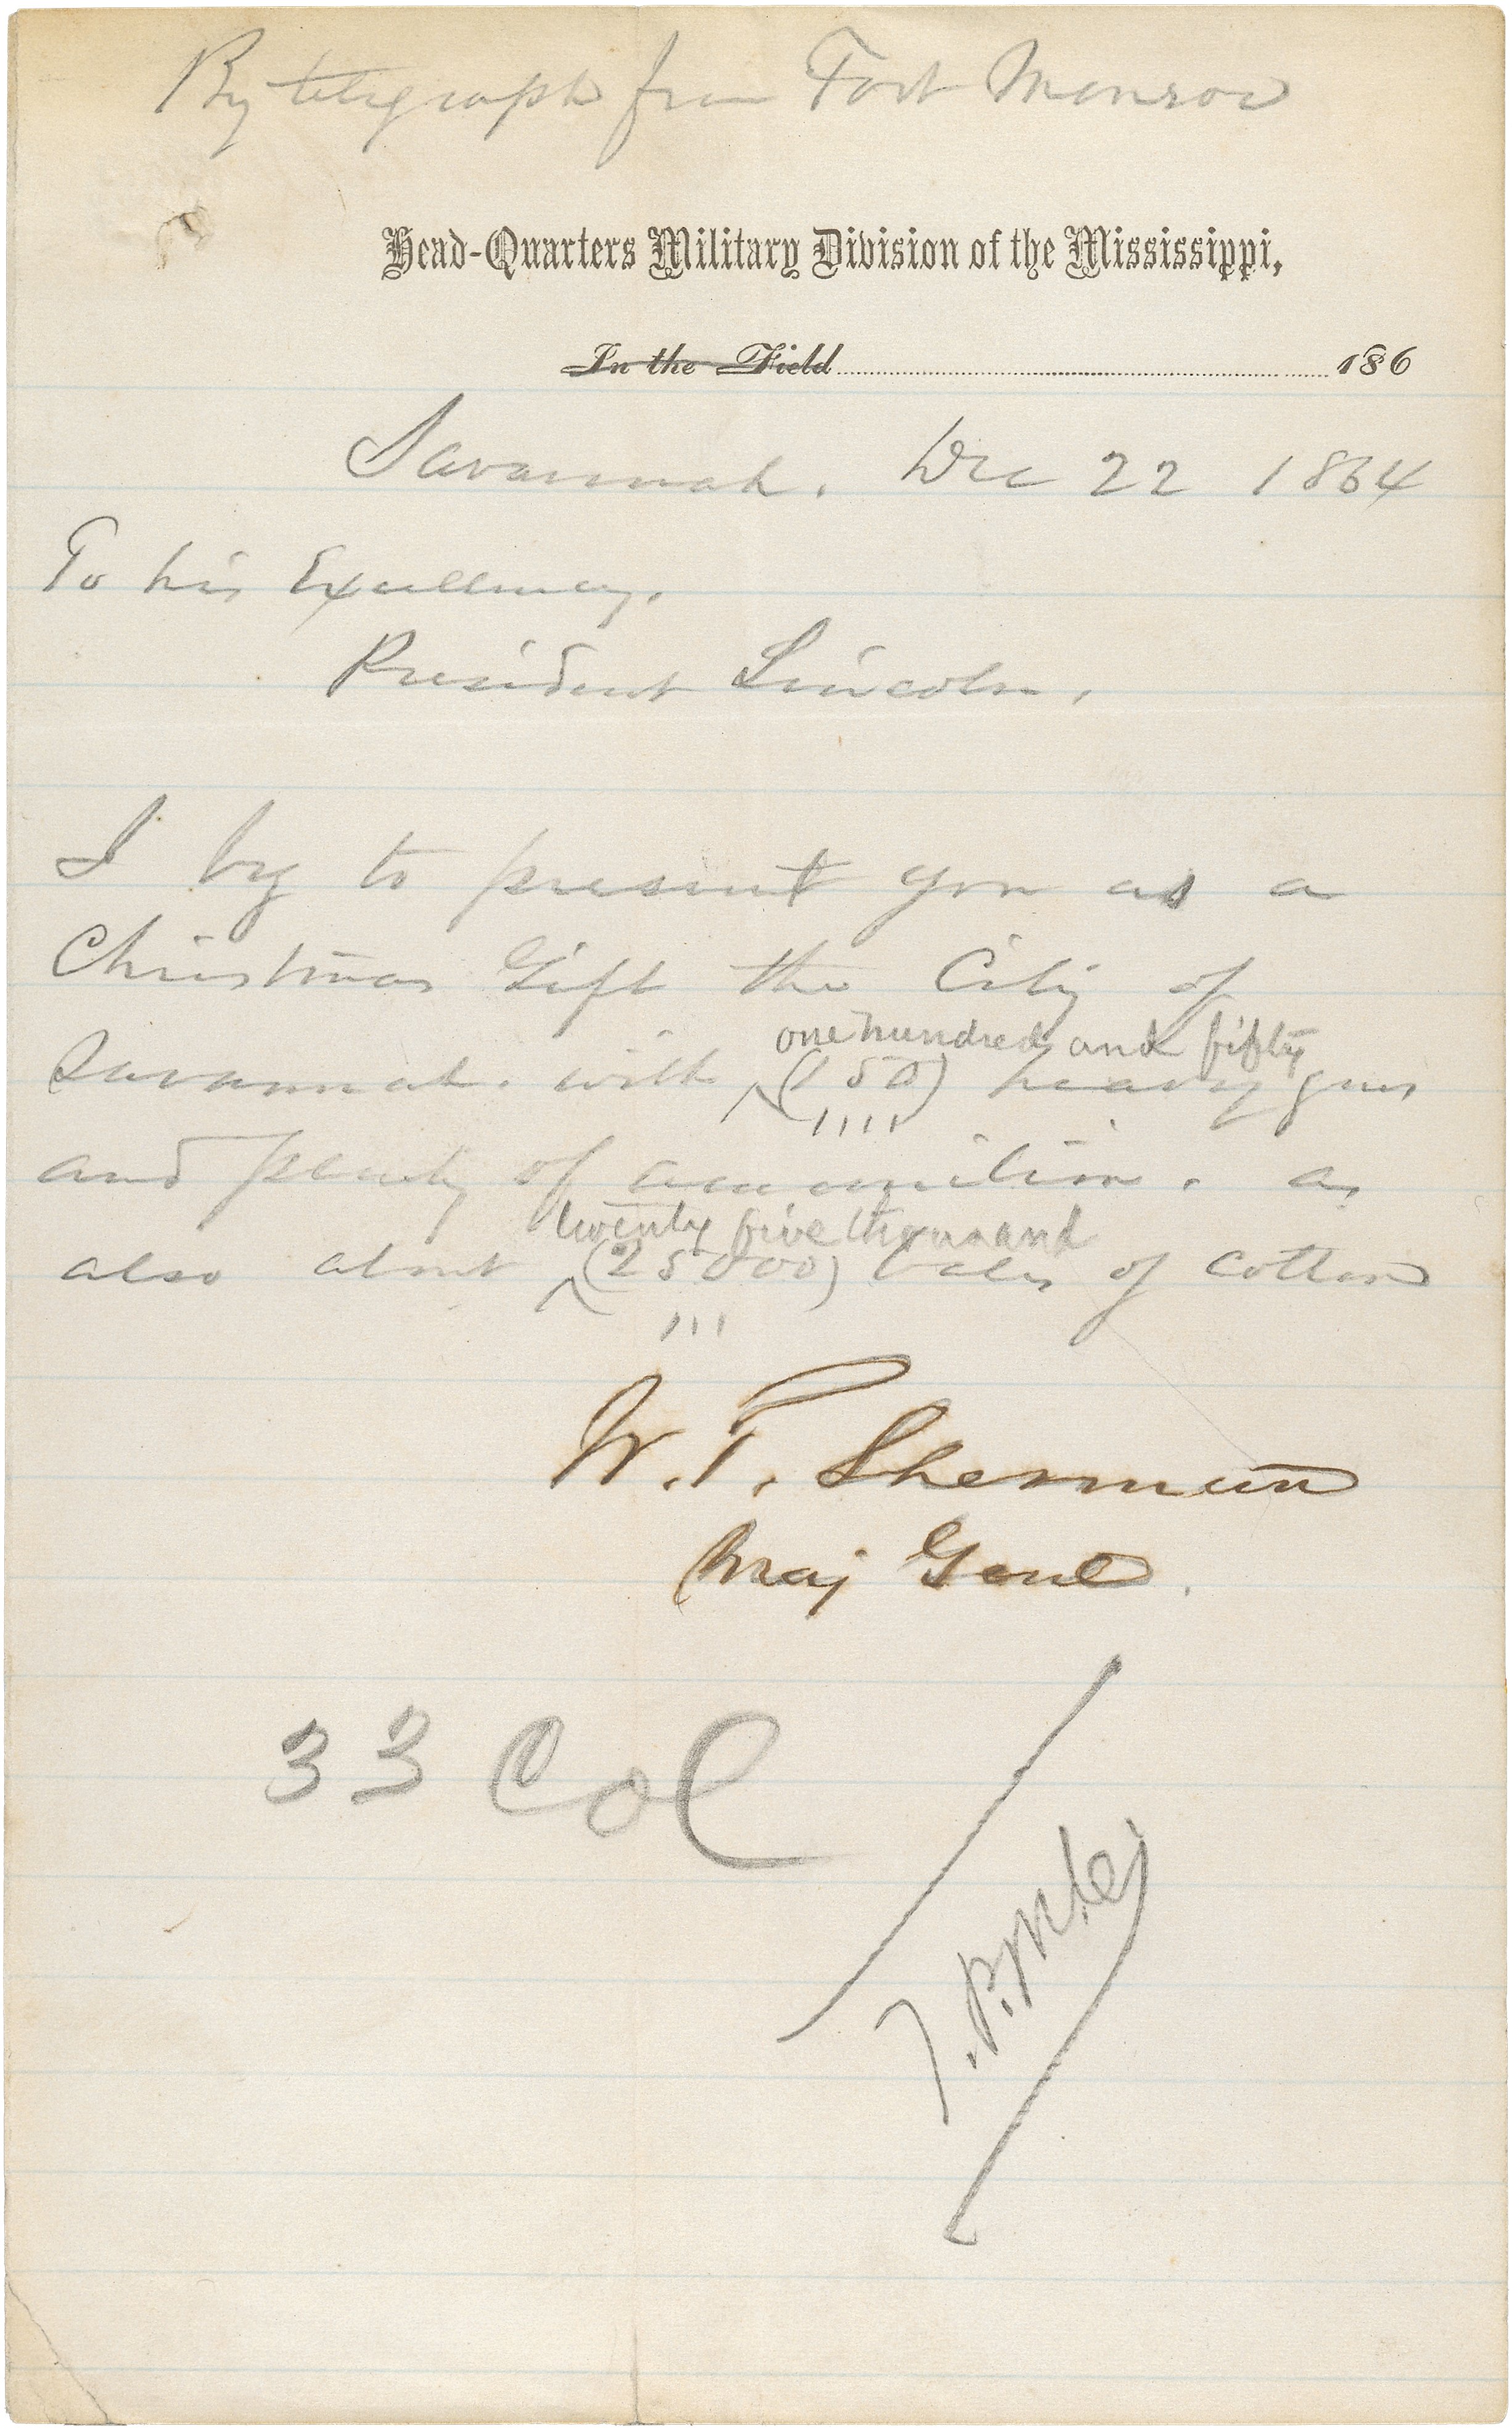 By telegraph from Fort Monroe
Head-Quarters Military Division of the Mississippi,
In the Field 186
Savannah. Dec 22 1864
To his Excellency.
President Lincoln,
I beg to present you as a
Christmas Gift the City of
one hundred and fifty
Savannah. with (150) heavy guns
and plenty of ammunition. as
twenty five thousand
also about (25000) bales of cotton
W. T. Sherman
Maj Genl.
33 Col